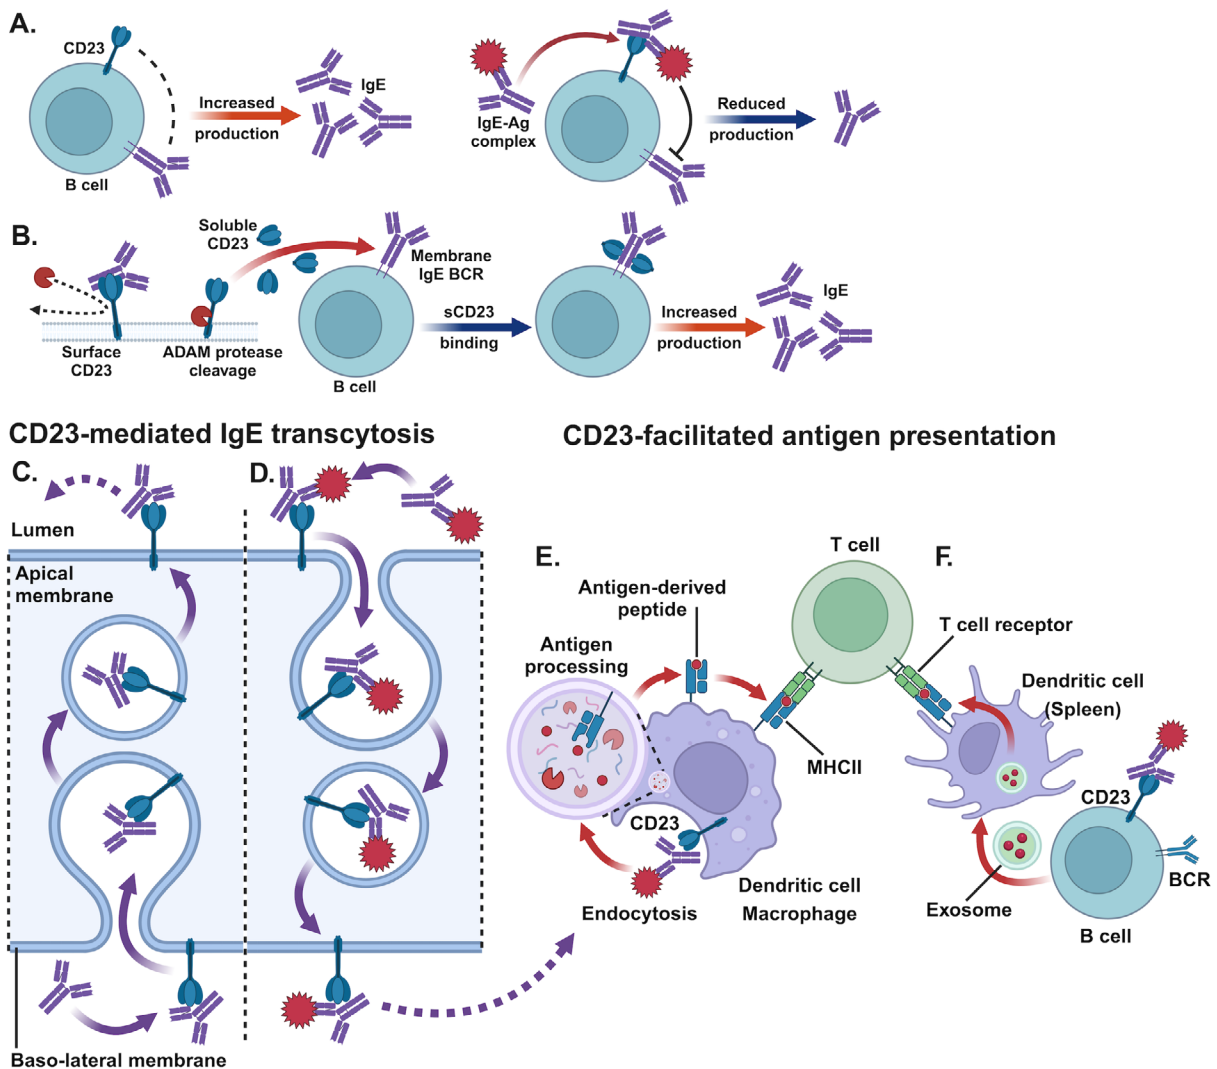 A.
CD23
B cell
Increased
production
IgE
IgE-Ag
complex
Reduced
production
B.
Surface
CD23
ADAM protease
cleavage
Soluble
CD23
Membrane
IgE BCR
B cell
sCD23
binding
Increased
production
IgE
CD23-mediated IgE transcytosis
C.
Lumen
Apical
membrane
Baso-lateral membrane
D.
CD23-facilitated antigen presentation
E.
Antigen-derived
peptide
Antigen
processing
T cell
MHCII
CD23
Endocytosis
Dendritic cell
Macrophage
F.
T cell receptor
Dendritic cell
(Spleen)
CD23
Exosome
BCR
B cell